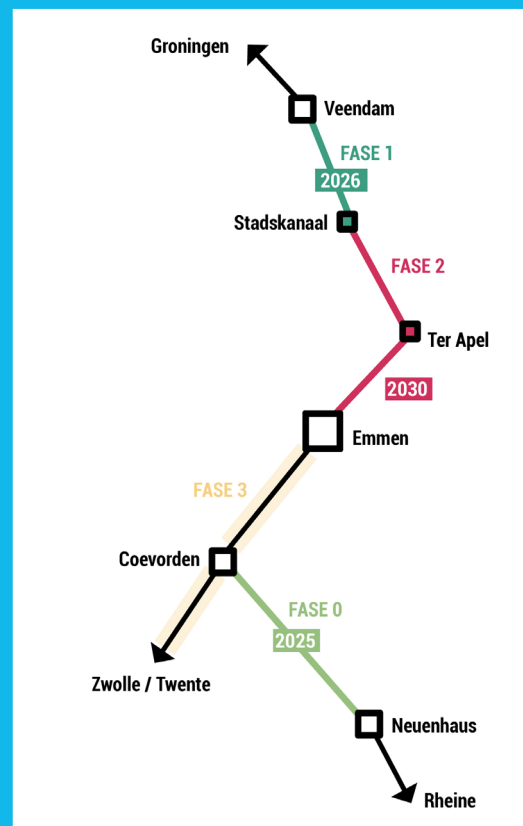 Groningen
Veendam
FASE 1
2026
Stadskanaal
FASE 2
Ter Apel
2030
Emmen
FASE 3
Coevorden
FASE 0
2025
Zwolle / Twente
Neuenhaus
Rheine